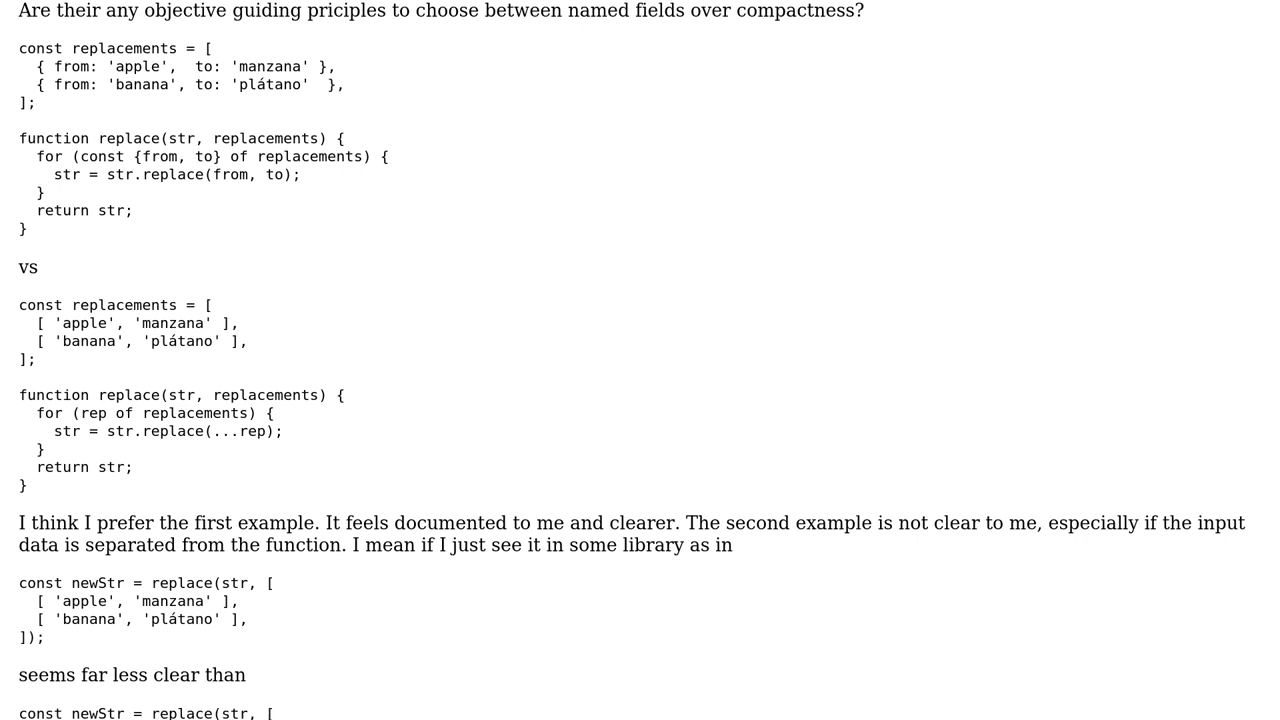 Are their any objective guiding priciples to choose between named fields over compactness?
const replacements = [
  { from: 'apple',  to: 'manzana' },
  { from: 'banana', to: 'plátano'  },
];
function replace(str, replacements) {
  for (const {from, to} of replacements) {
    str = str.replace(from, to);
  }
  return str;
}
vs
const replacements = [
  [ 'apple', 'manzana' ],
  [ 'banana', 'plátano' ],
];
function replace(str, replacements) {
  for (rep of replacements) {
    str = str.replace(...rep);
  }
  return str;
}
I think I prefer the first example. It feels documented to me and clearer. The second example is not clear to me, especially if the input
data is separated from the function. I mean if I just see it in some library as in
const newStr = replace(str, [
  [ 'apple', 'manzana' ],
  [ 'banana', 'plátano' ],
]);
seems far less clear than
const newStr = replace(str, [